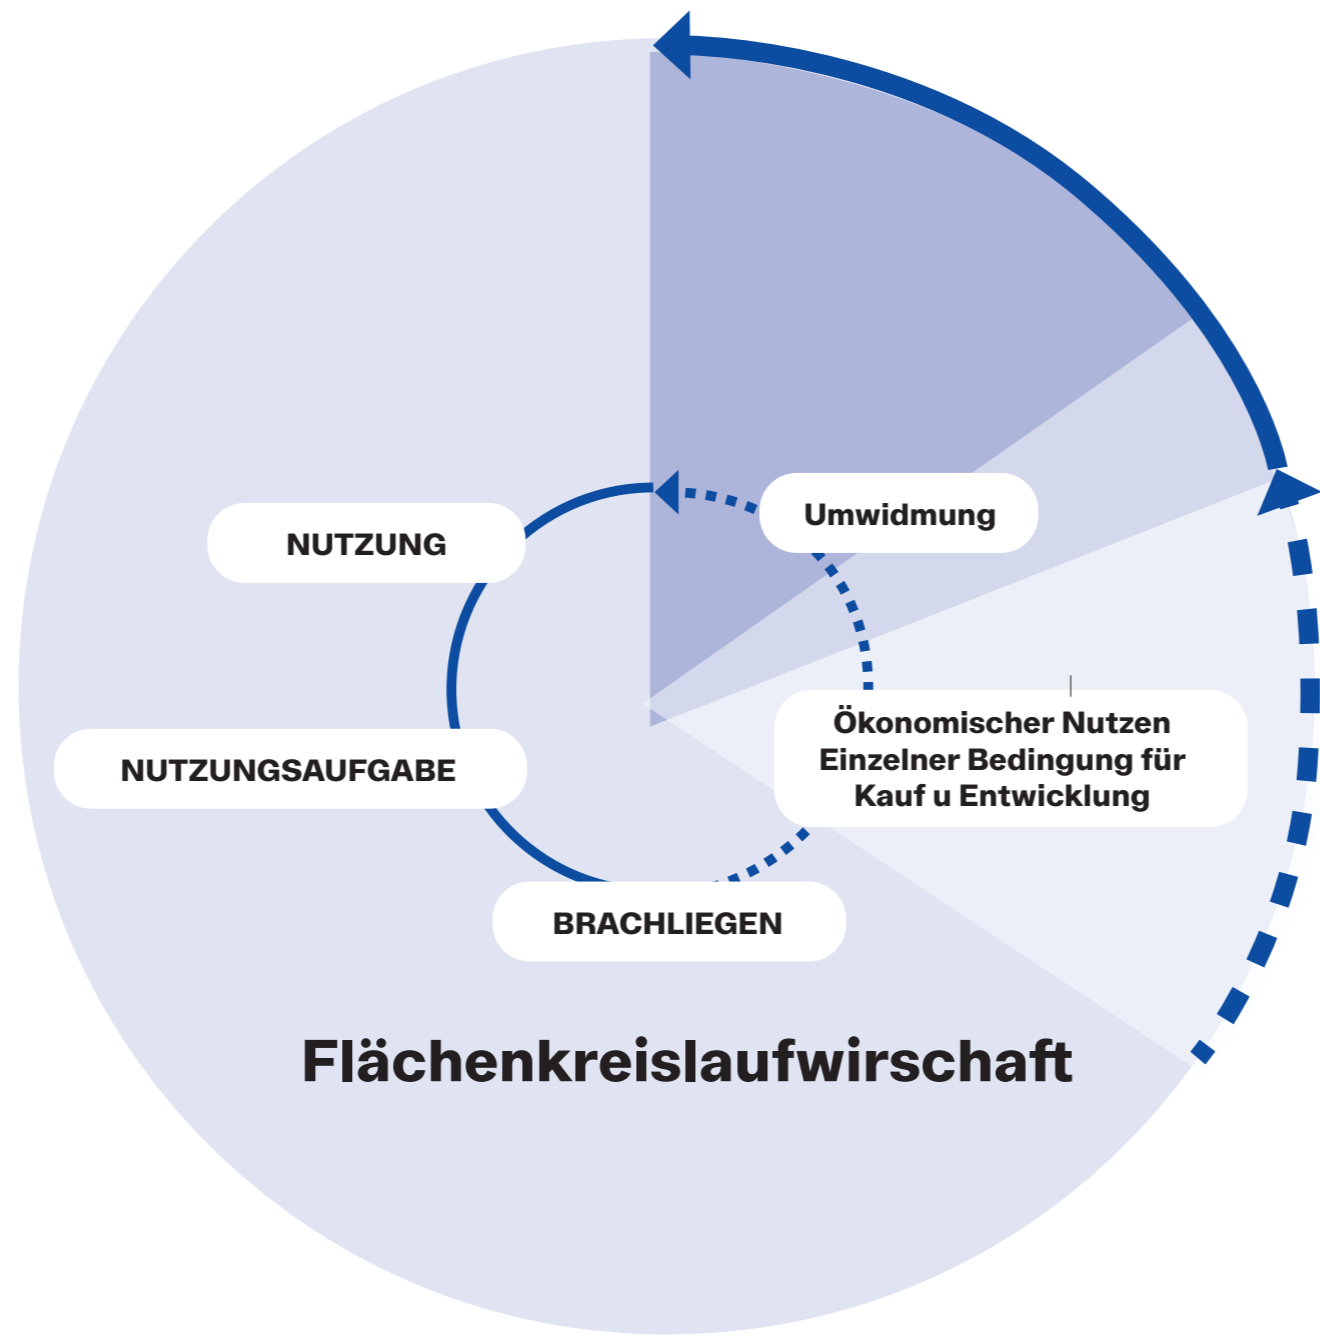 Umwidmung
NUTZUNG
Ökonomischer Nutzen
Einzelner Bedingung für
Kauf u Entwicklung
NUTZUNGSAUFGABE
BRACHLIEGEN
Flächenkreislaufwirschaft